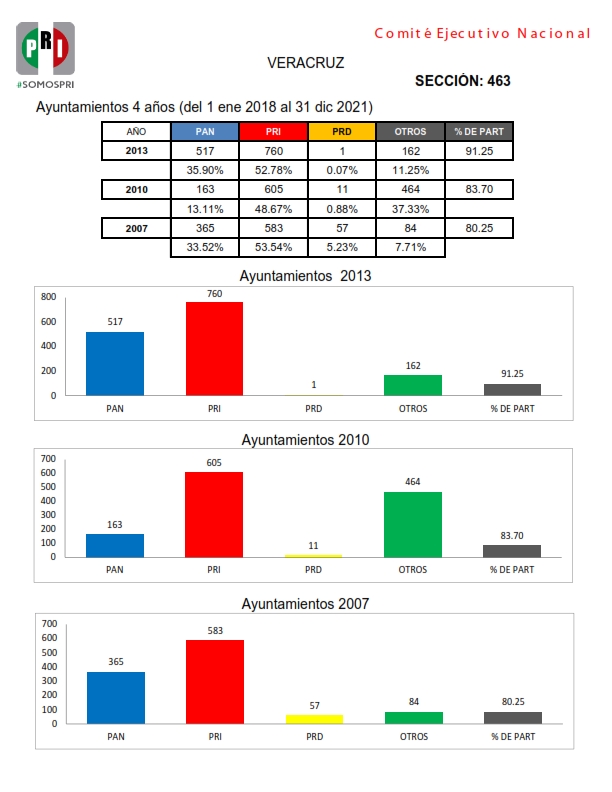 PRI
#SOMOSPRI
Comité Ejecutivo Nacional
VERACRUZ
SECCIÓN: 463
Ayuntamientos 4 años (del 1 ene 2018 al 31 dic 2021)
AÑO PAN PRI PRD OTROS % DE PART
2013 517 760 1 162 91.25
35.90% 52.78% 0.07% 11.25%
2010 163 605 11 464 83.70
13.11% 48.67% 0.88% 37.33%
2007 365 583 57 84 80.25
33.52% 53.54% 5.23% 7.71%
Ayuntamientos 2013
800
600
400
200
0
517
760
1
162
91.25
PAN PRI PRD OTROS % DE PART
Ayuntamientos 2010
700
600
500
400
300
200
100
0
163
605
11
464
83.70
PAN PRI PRD OTROS % DE PART
Ayuntamientos 2007
700
600
500
400
300
200
100
0
365
583
57
84
80.25
PAN PRI PRD OTROS % DE PART